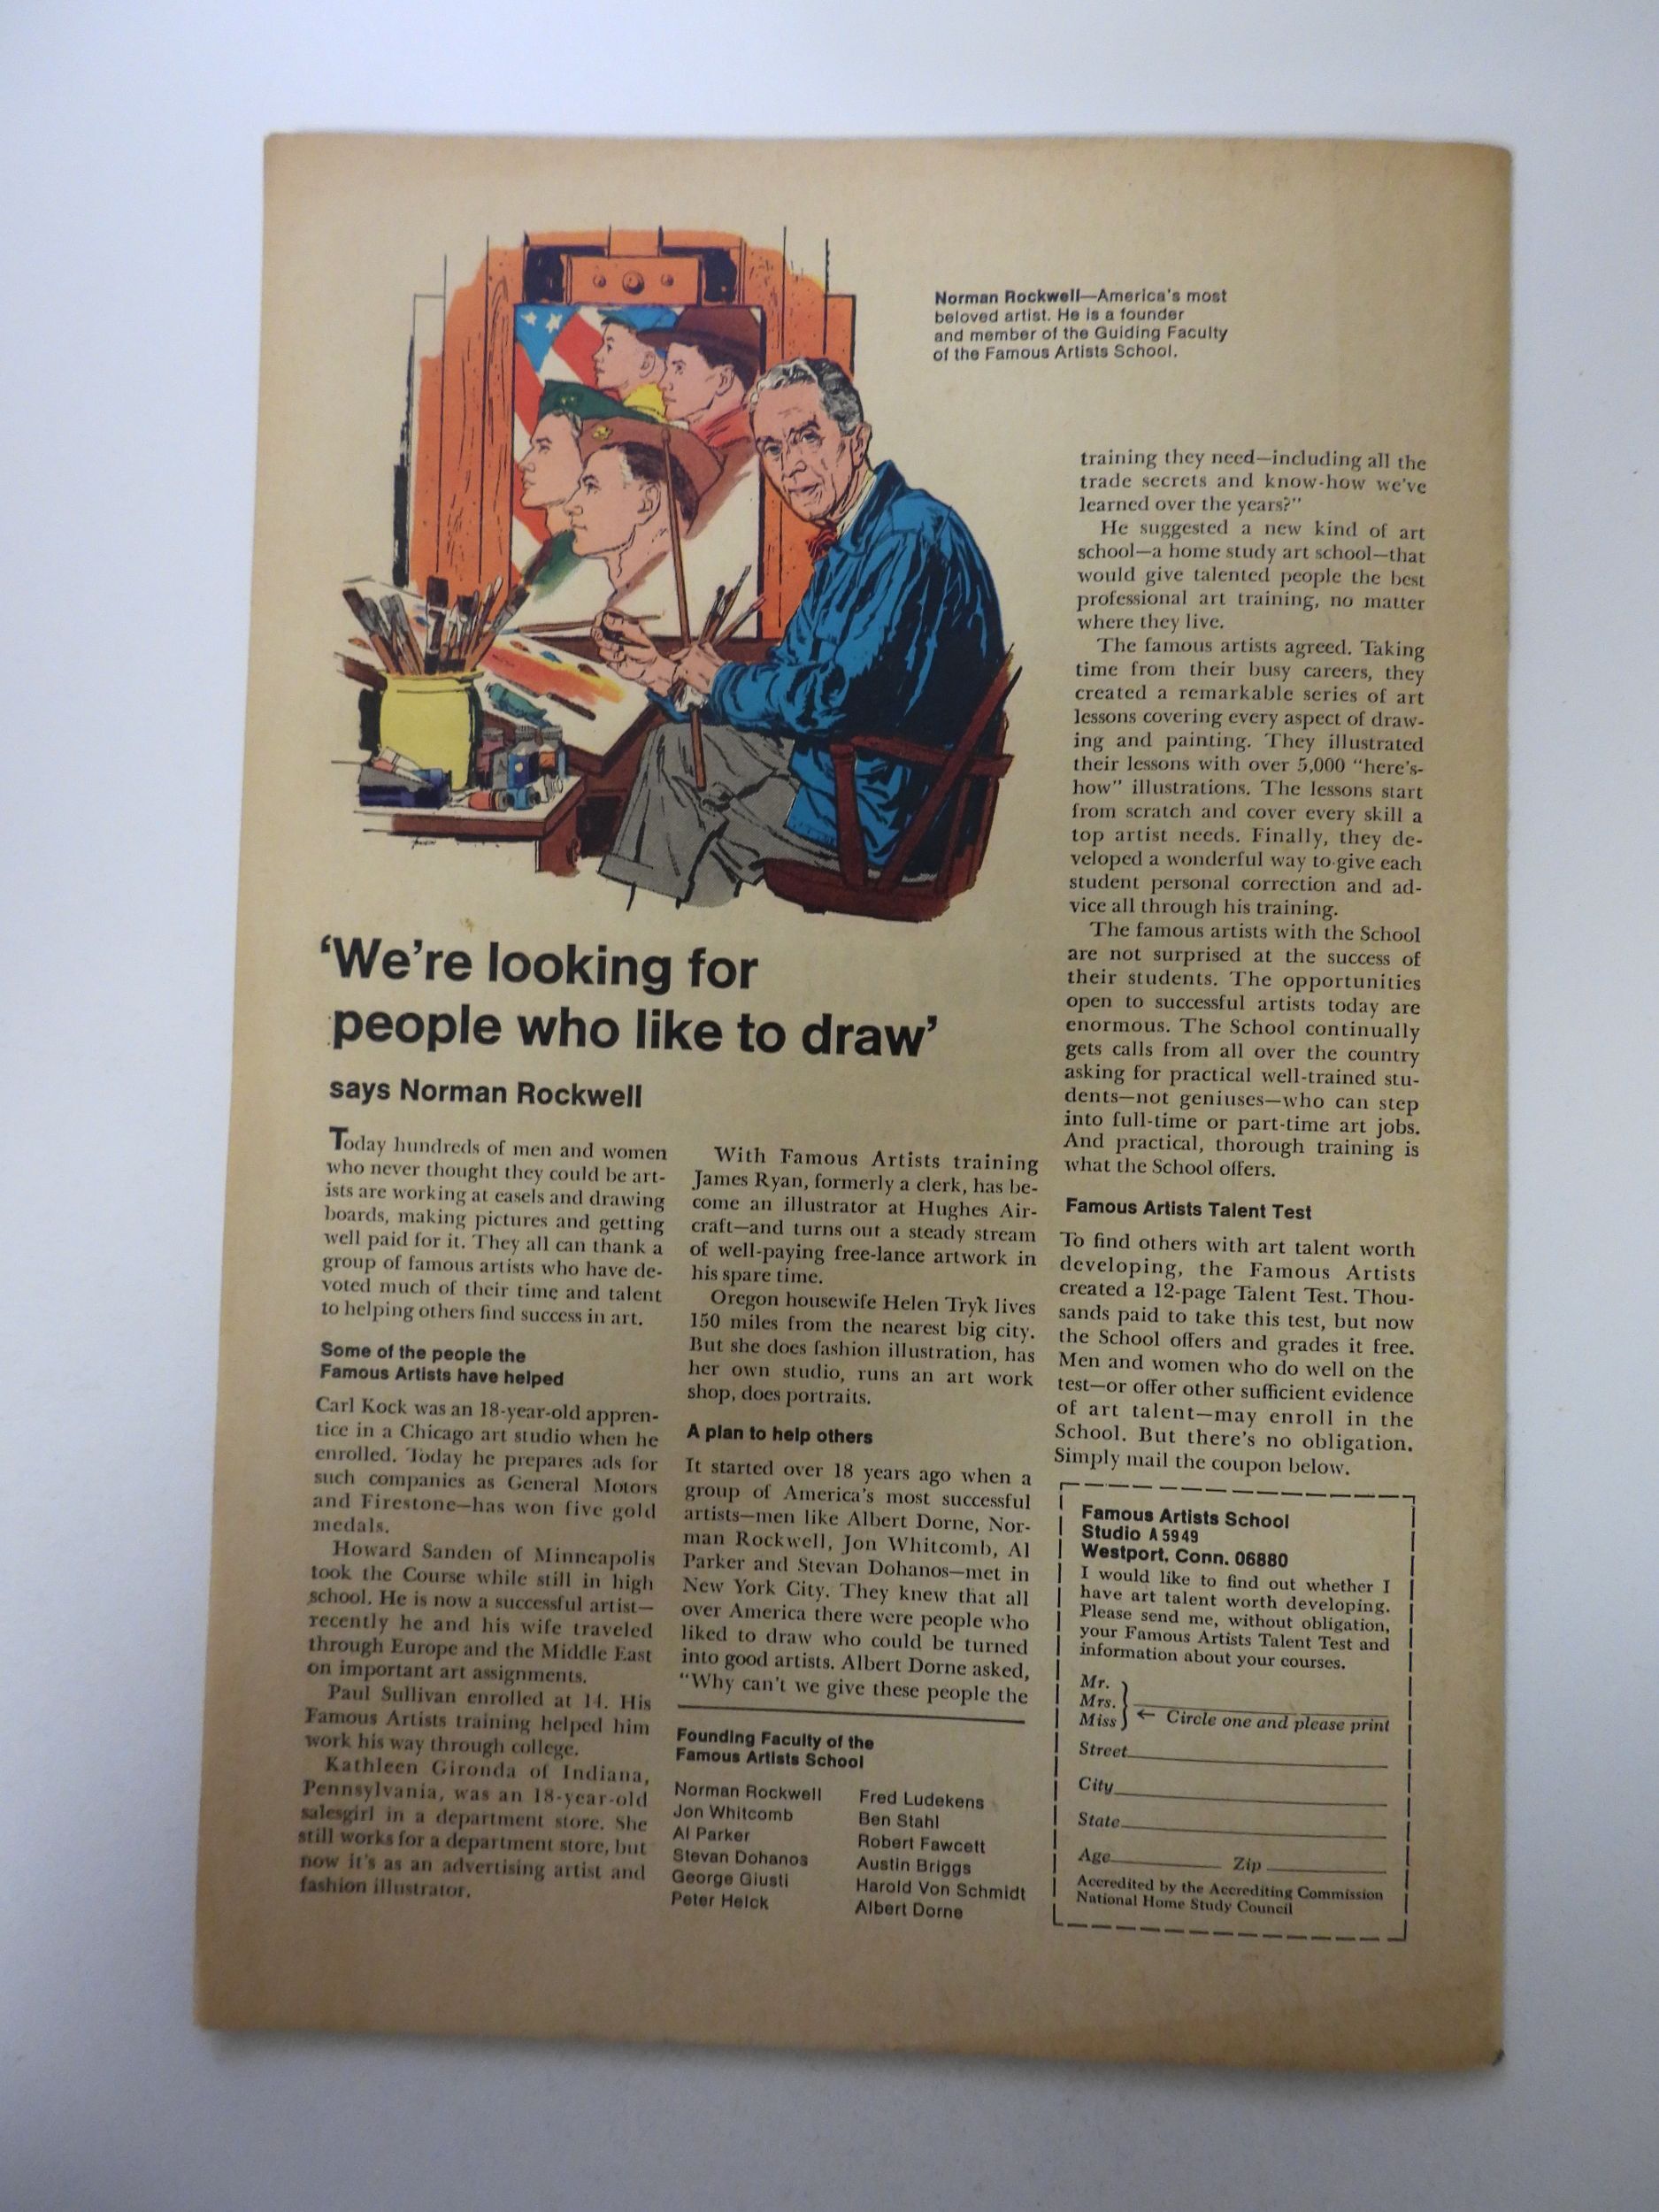 Norman Rockwell—America's most
beloved artist. He is a founder
and member of the Guiding Faculty
of the Famous Artists School.
'We're looking for
people who like to draw'
says Norman Rockwell
Today hundreds of men and women
who never thought they could be art-
ists are working at easels and drawing
boards, making pictures and getting
well paid for it. They all can thank a
group of famous artists who have de-
voted much of their time and talent
to helping others find success in art.
Some of the people the
Famous Artists have helped
Carl Kock was an 18-year-old appren-
tice in a Chicago art studio when he
enrolled. Today he prepares ads for
such companies as General Motors
and Firestone—has won five gold
medals.
Howard Sanden of Minneapolis
took the Course while still in high
school. He is now a successful artist—
recently he and his wife traveled
through Europe and the Middle East
on important art assignments.
Paul Sullivan enrolled at 14. His
Famous Artists training helped him
work his way through college.
Kathleen Gironda of Indiana,
Pennsylvania, was an 18-year-old
salesgirl in a department store. She
still works for a department store, but
now it's as an advertising artist and
fashion illustrator.
With Famous Artists training
James Ryan, formerly a clerk, has be-
come an illustrator at Hughes Air-
craft—and turns out a steady stream
of well-paying free-lance artwork in
his spare time.
Oregon housewife Helen Tryk lives
150 miles from the nearest big city.
But she does fashion illustration, has
her own studio, runs an art work
shop, does portraits.
A plan to help others
It started over 18 years ago when a
group of America's most successful
artists—men like Albert Dorne, Nor-
man Rockwell, Jon Whitcomb, Al
Parker and Stevan Dohanos—met in
New York City. They knew that all
over America there were people who
liked to draw who could be turned
into good artists. Albert Dorne asked,
"Why can't we give these people the
Founding Faculty of the
Famous Artists School
Norman Rockwell
Jon Whitcomb
Al Parker
Stevan Dohanos
George Giusti
Peter Helck
Fred Ludekens
Ben Stahl
Robert Fawcett
Austin Briggs
Harold Von Schmidt
Albert Dorne
training they need—including all the
trade secrets and know-how we've
learned over the years?"
He suggested a new kind of art
school—a home study art school—that
would give talented people the best
professional art training, no matter
where they live.
The famous artists agreed. Taking
time from their busy careers, they
created a remarkable series of art
lessons covering every aspect of draw-
ing and painting. They illustrated
their lessons with over 5,000 "here's-
how" illustrations. The lessons start
from scratch and cover every skill a
top artist needs. Finally, they de-
veloped a wonderful way to give each
student personal correction and ad-
vice all through his training.
The famous artists with the School
are not surprised at the success of
their students. The opportunities
open to successful artists today are
enormous. The School continually
gets calls from all over the country
asking for practical well-trained stu-
dents—not geniuses—who can step
into full-time or part-time art jobs.
And practical, thorough training is
what the School offers.
Famous Artists Talent Test
To find others with art talent worth
developing, the Famous Artists
created a 12-page Talent Test. Thou-
sands paid to take this test, but now
the School offers and grades it free.
Men and women who do well on the
test—or offer other sufficient evidence
of art talent—may enroll in the
School. But there's no obligation.
Simply mail the coupon below.
Famous Artists School
Studio A 5949
Westport, Conn. 06880
I would like to find out whether I
have art talent worth developing.
Please send me, without obligation,
your Famous Artists Talent Test and
information about your courses.
Mr.
Mrs.
Miss
← Circle one and please print
Street
City
State
Age Zip
Accredited by the Accrediting Commission
National Home Study Council